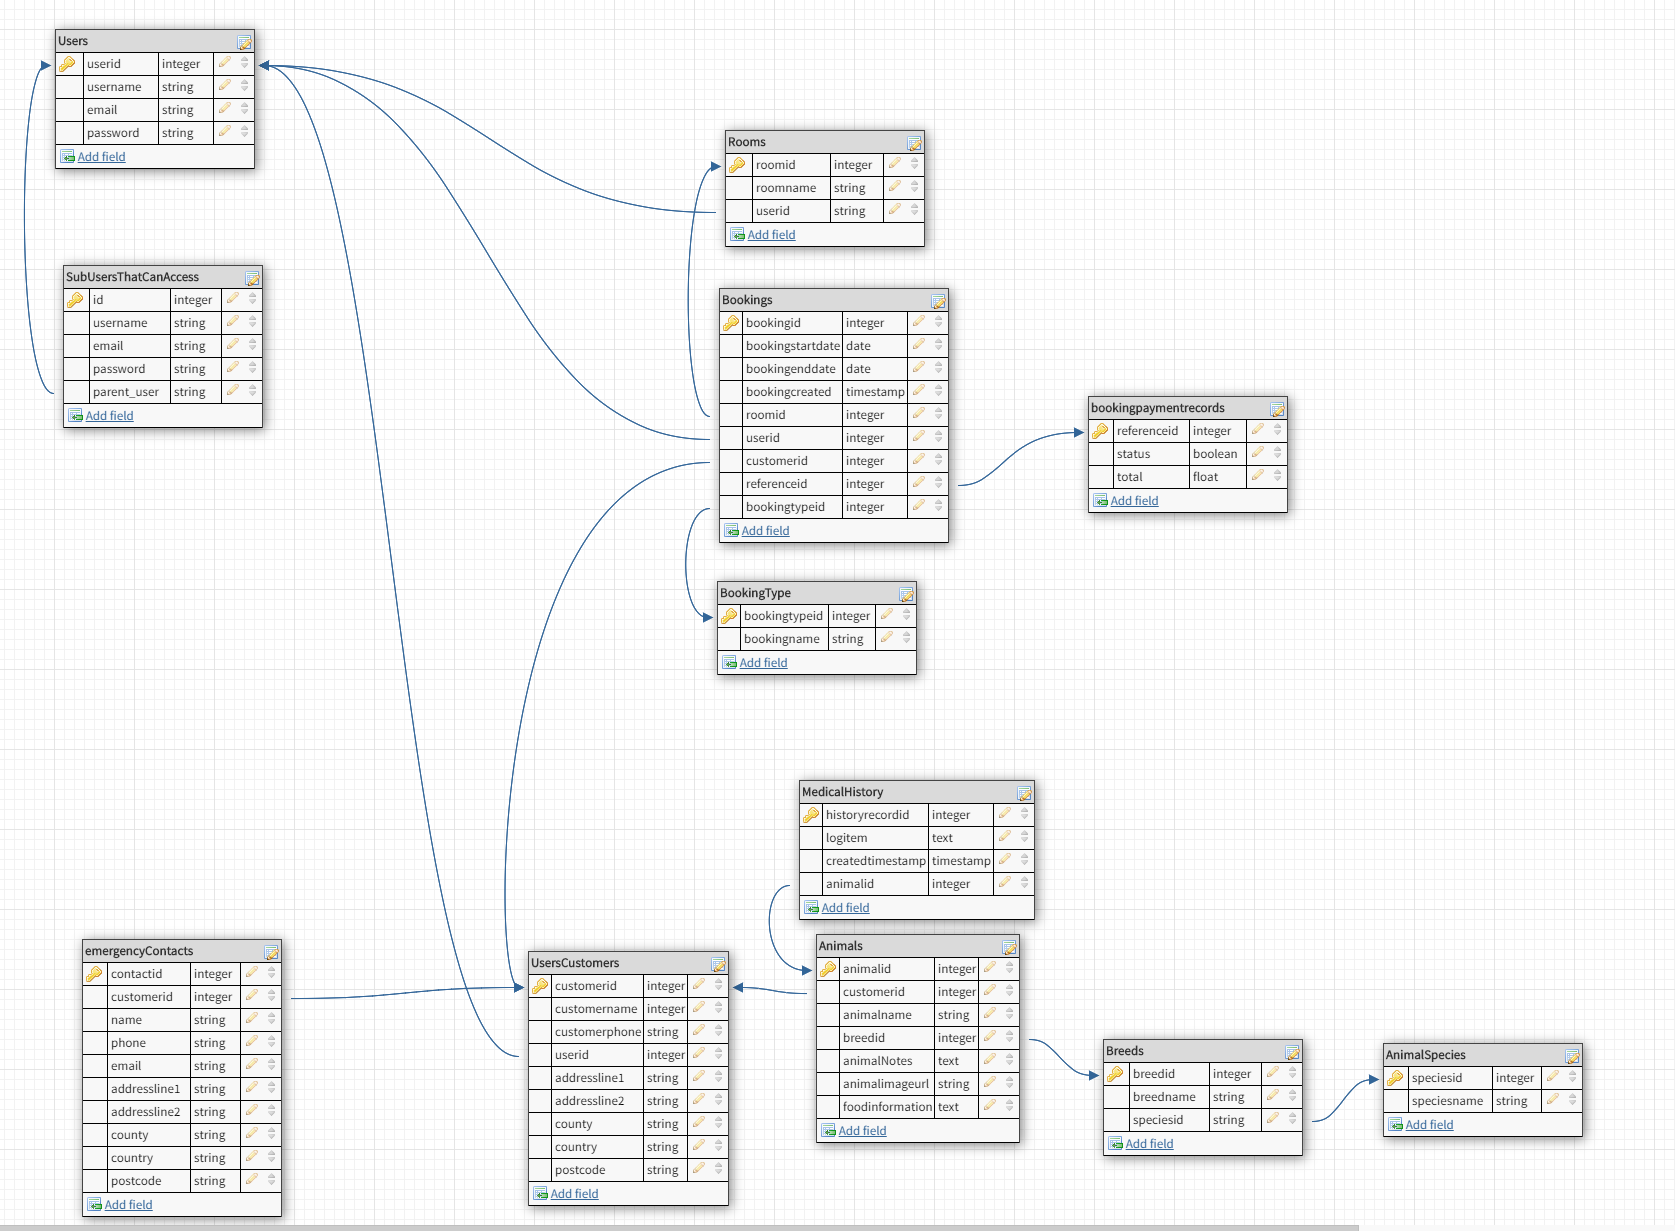 Users
userid integer
username string
email string
password string
Add field
SubUsersThatCanAccess
id integer
username string
email string
password string
parent_user string
Add field
Rooms
roomid integer
roomname string
userid string
Add field
Bookings
bookingid integer
bookingstartdate date
bookingenddate date
bookingcreated timestamp
roomid integer
userid integer
customerid integer
referenceid integer
bookingtypeid integer
Add field
bookingpaymentrecords
referenceid integer
status boolean
total float
Add field
BookingType
bookingtypeid integer
bookingname string
Add field
MedicalHistory
historyrecordid integer
logitem text
createdtimestamp timestamp
animalid integer
Add field
emergencyContacts
contactid integer
customerid integer
name string
phone string
email string
addressline1 string
addressline2 string
county string
country string
postcode string
Add field
UsersCustomers
customerid integer
customername integer
customerphone string
userid integer
addressline1 string
addressline2 string
county string
country string
postcode string
Add field
Animals
animalid integer
customerid integer
animalname string
breedid integer
animalNotes text
animalimageurl string
foodinformation text
Add field
Breeds
breedid integer
breedname string
speciesid string
Add field
AnimalSpecies
speciesid integer
speciesname string
Add field